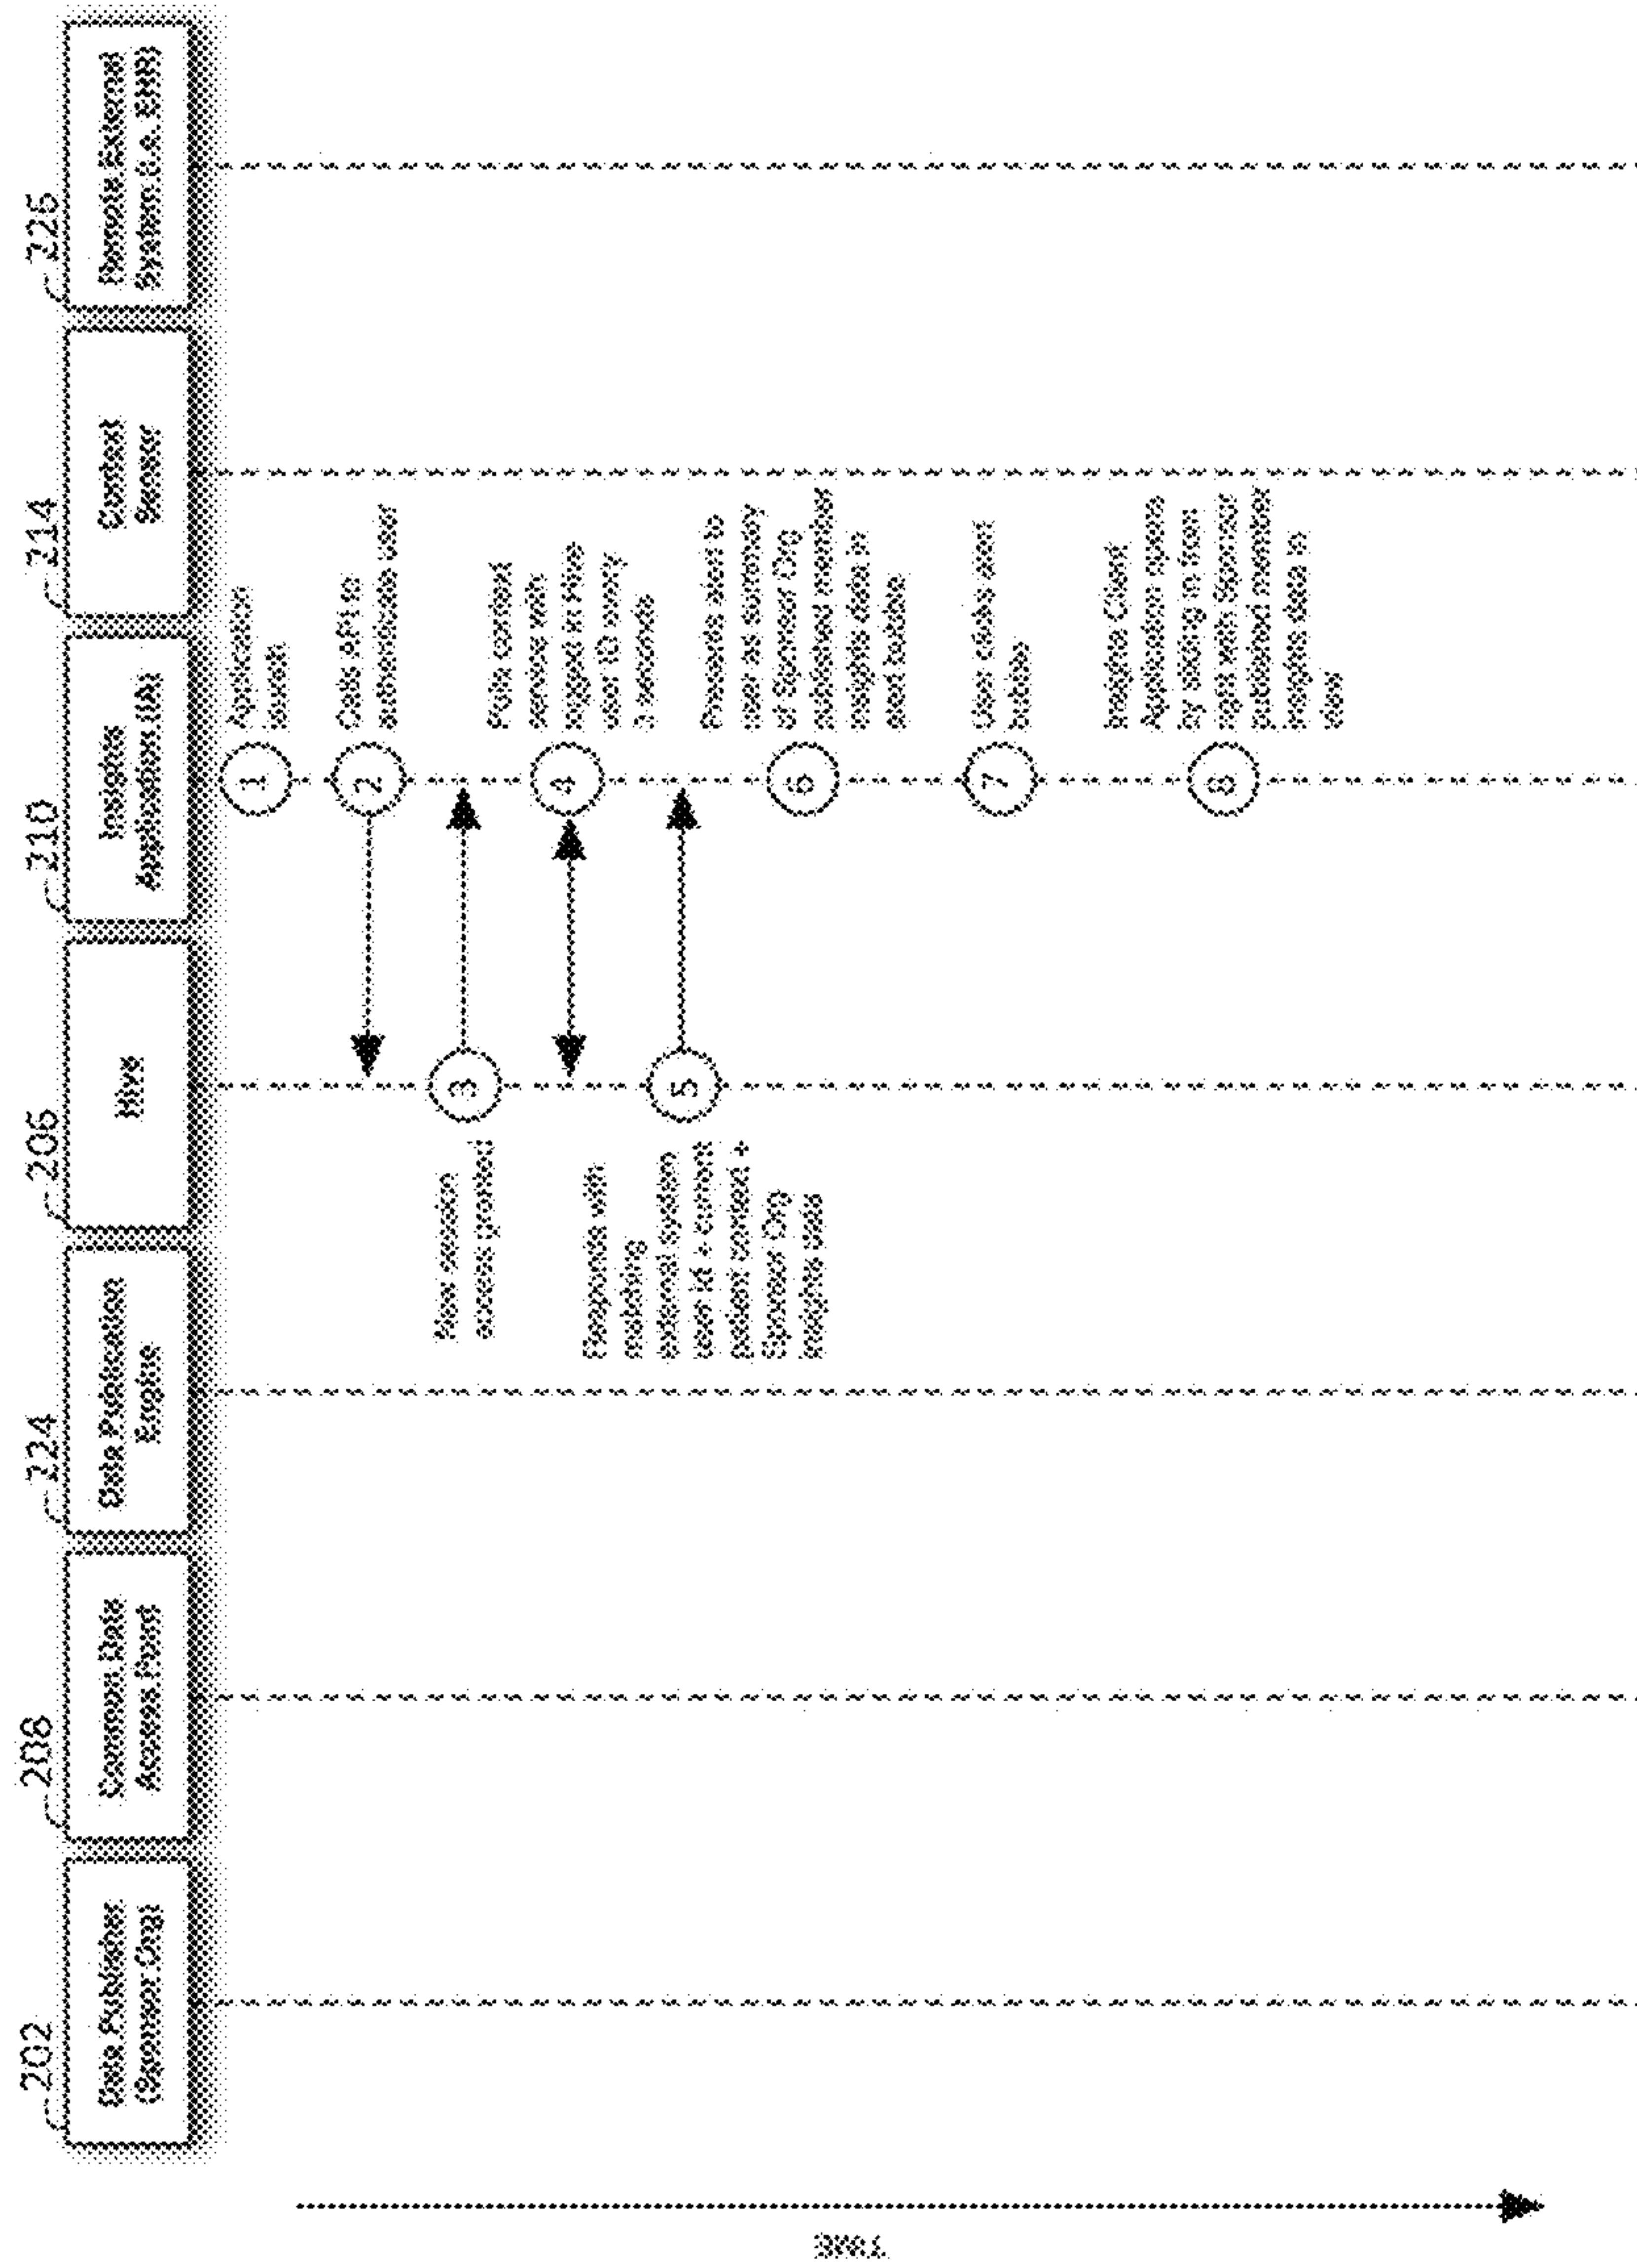 202
Data Publisher
(Sponsor Org)
208
Common Data
Access Point
224
Data Publication
Engine
206
Hive
210
Insights
Application (IA)
214
Context
Sensor
226
Remote External
System (i.e. EHR)
TIME
1
Application
launch
2
Calls API to
authenticate user
3
New session
access granted
4
Polls context
service with
logged in Hive
user ID every
3 seconds
5
Responds with
matching
external system
user id + current
patient context +
Sponsor Org
6
Presents alert to
user as summary
of Sponsor Org
published member
insights data in
alert bubble
7
User clicks alert
bubble
8
Insights Client
Application opens
by sliding in from
right with Sponsor
published member
insights data in
view